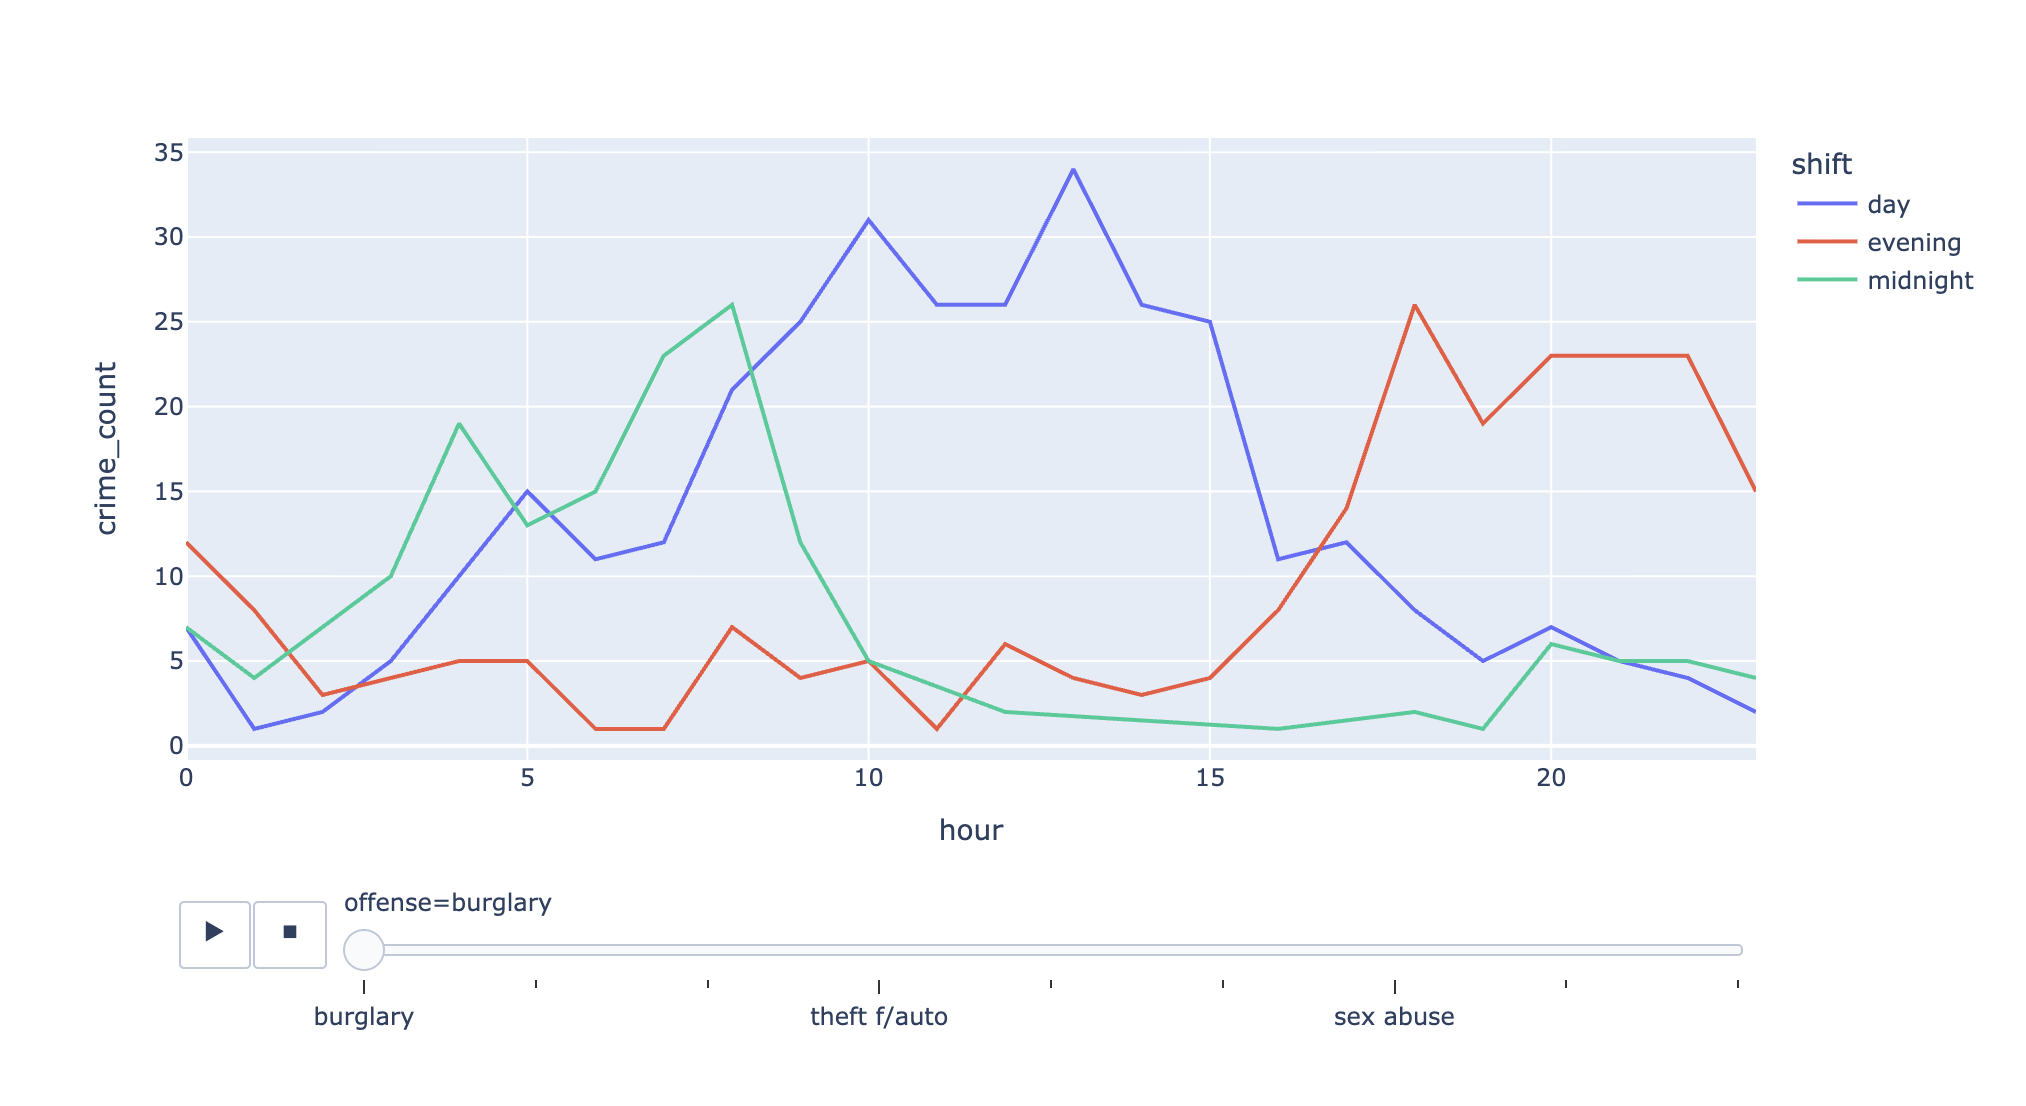 35
30
25
20
15
10
5
0
crime_count
0 5 10 15 20
hour
shift
day
evening
midnight
offense=burglary
burglary theft f/auto sex abuse